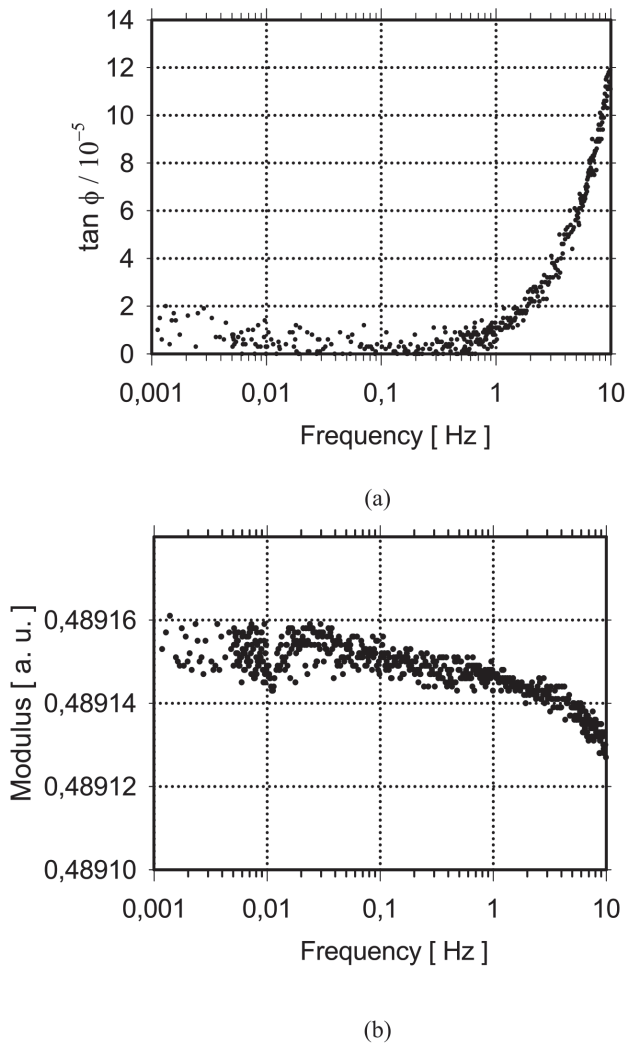 14
12
10
8
6
4
2
0
tan ϕ / 10⁻⁵
0,001 0,01 0,1 1 10
Frequency [ Hz ]
(a)
0,48916
0,48914
0,48912
0,48910
Modulus [ a. u. ]
0,001 0,01 0,1 1 10
Frequency [ Hz ]
(b)